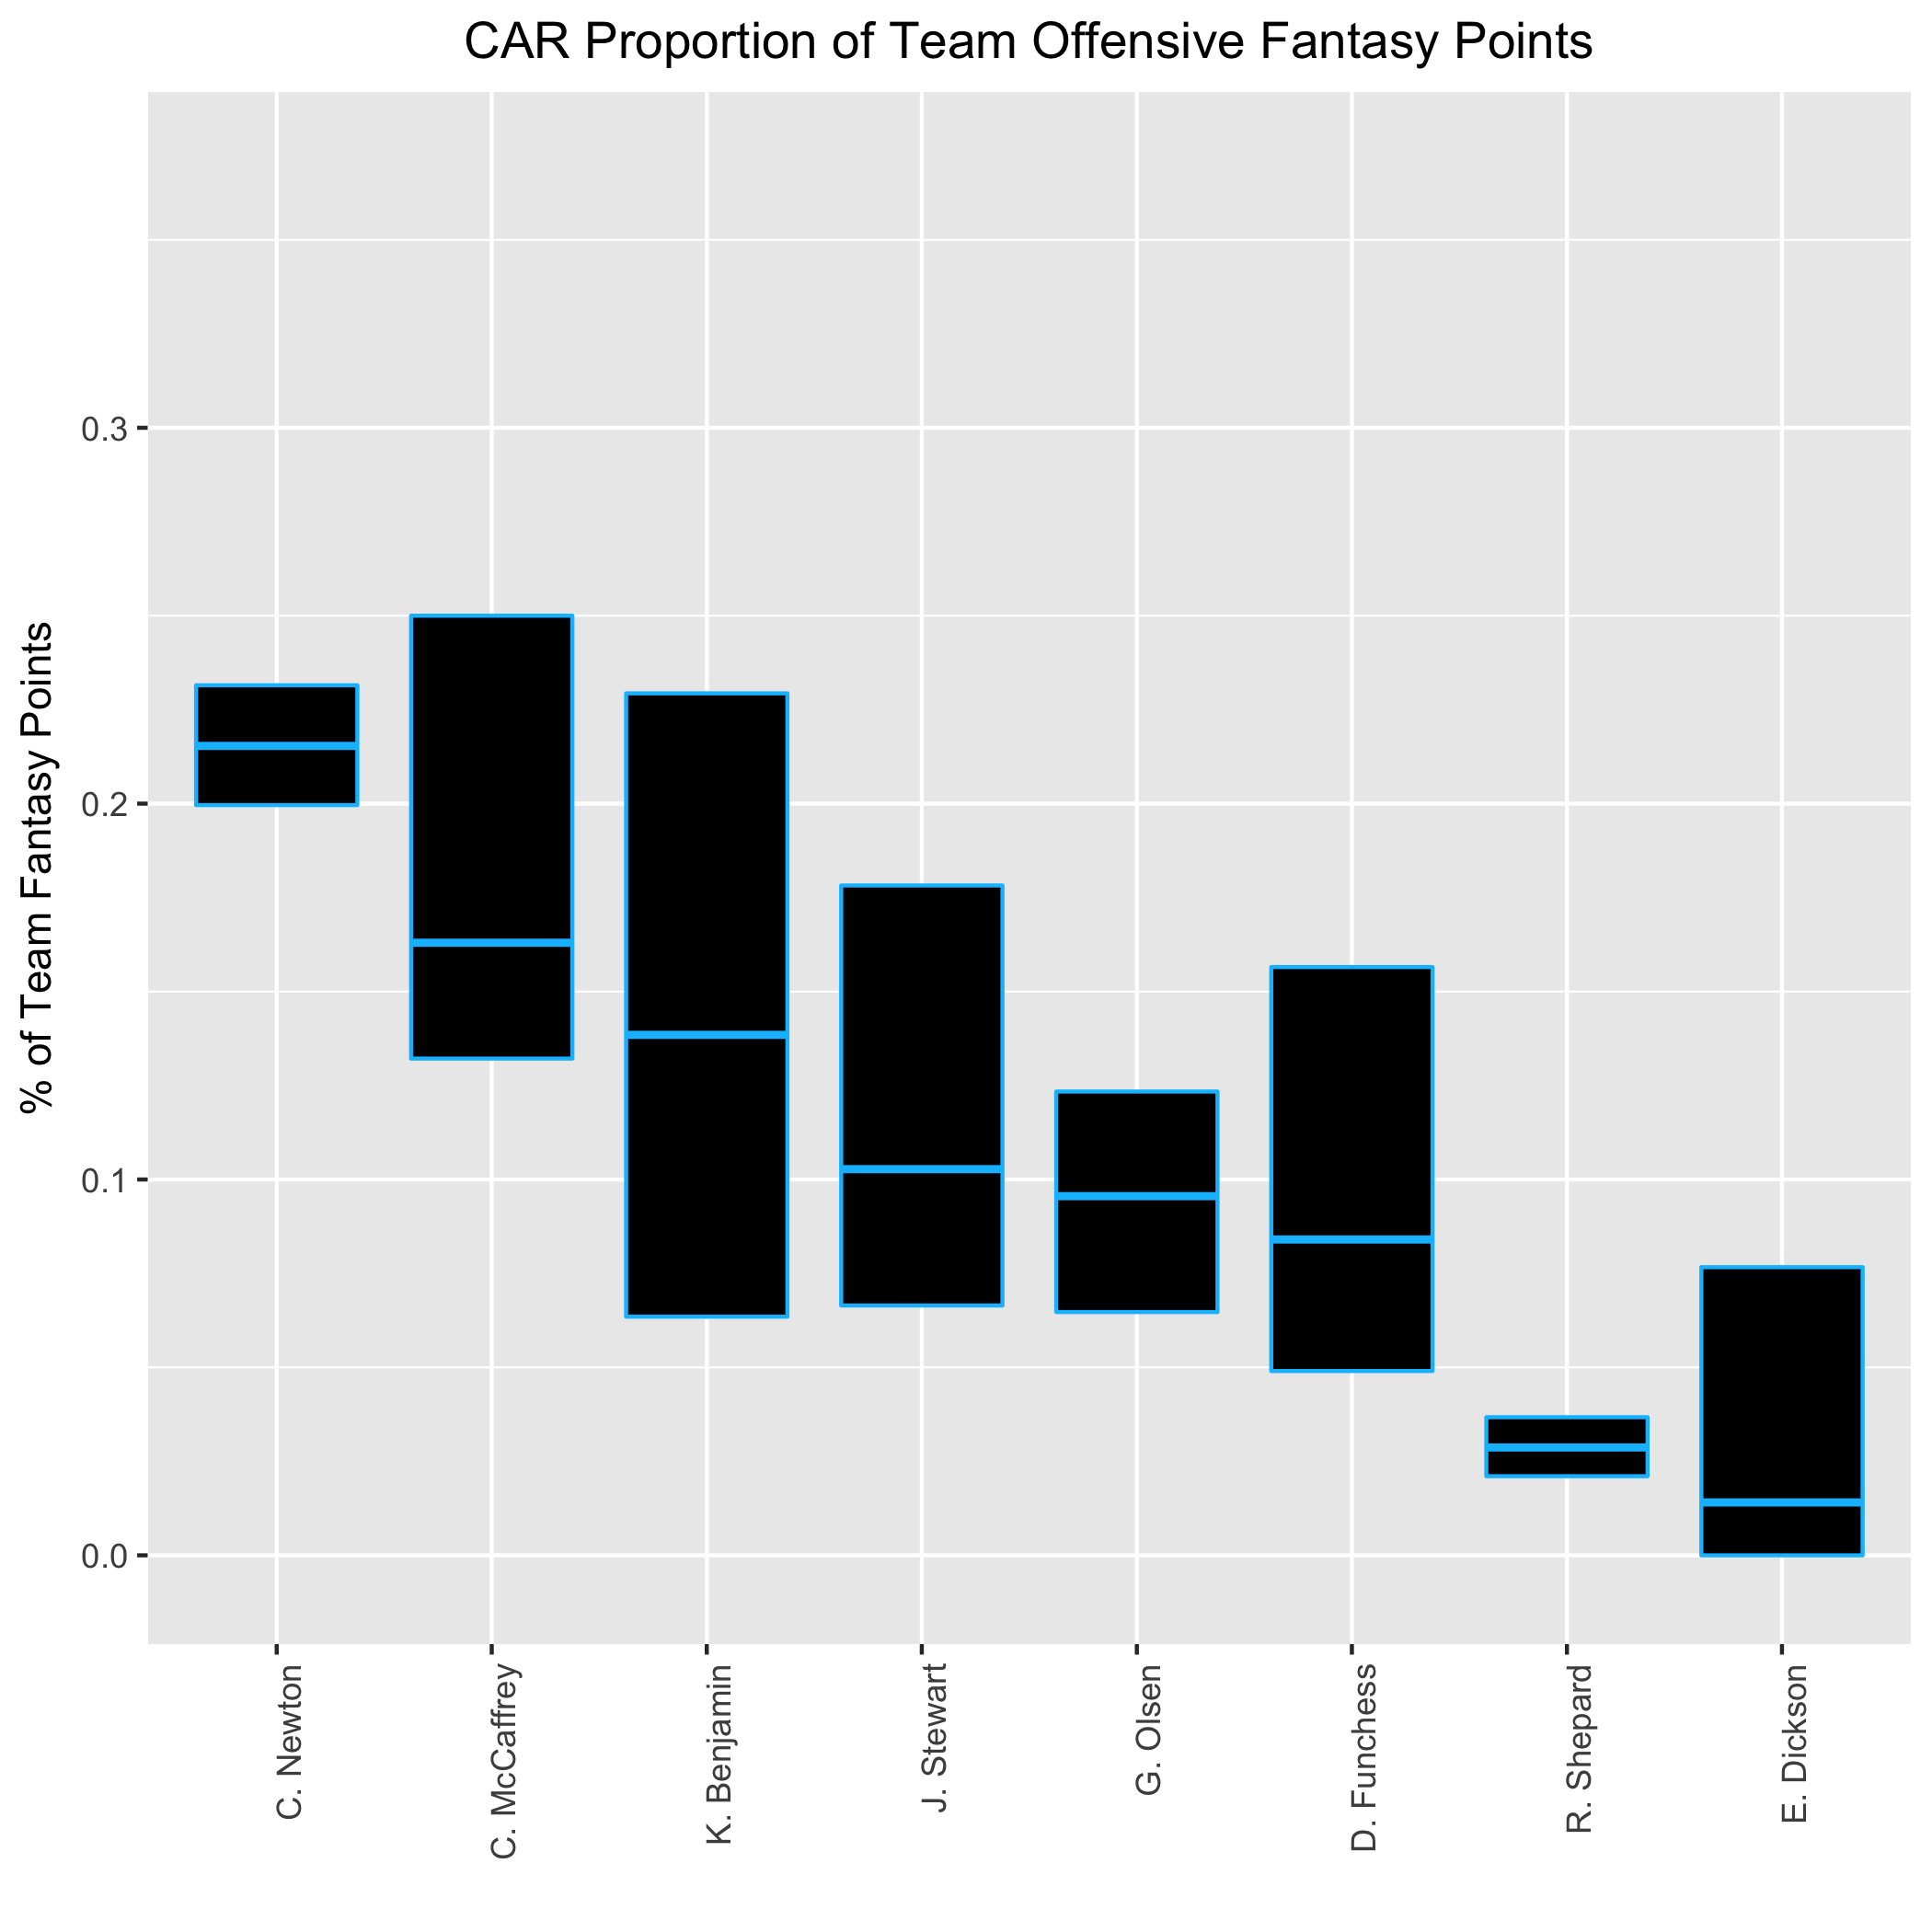 CAR Proportion of Team Offensive Fantasy Points
% of Team Fantasy Points
0.3
0.2
0.1
0.0
C. Newton
C. McCaffrey
K. Benjamin
J. Stewart
G. Olsen
D. Funchess
R. Shepard
E. Dickson